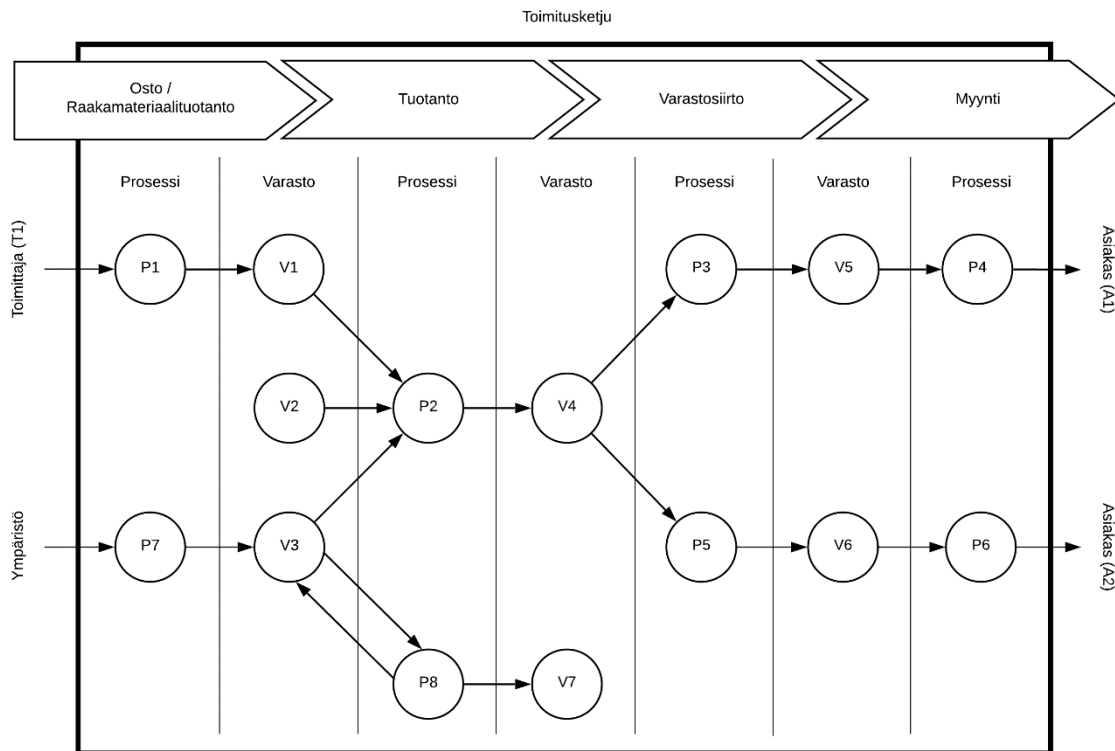 Toimitusketju
Osto /
Raakamateriaalituotanto
Tuotanto
Varastosiirto
Myynti
Prosessi
Varasto
Prosessi
Varasto
Prosessi
Varasto
Prosessi
Toimittaja (T1)
P1
V1
P3
V5
P4
Asiakas (A1)
V2
P2
V4
Ympäristö
P7
V3
P5
V6
P6
Asiakas (A2)
P8
V7